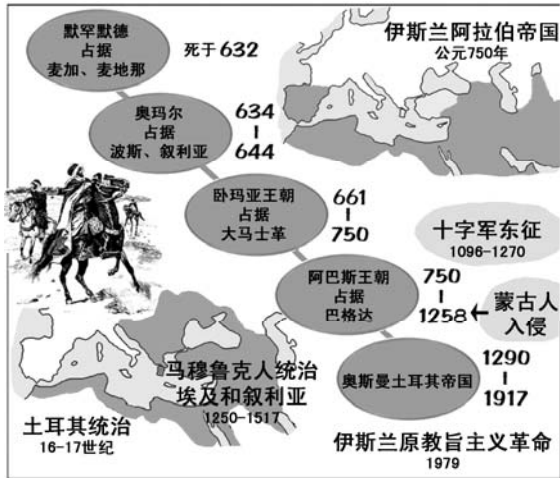 默罕默德
占据
麦加、麦地那
死于 632
伊斯兰阿拉伯帝国
公元750年
奥玛尔
占据
波斯、叙利亚
634
644
卧玛亚王朝
占据
大马士革
661
750
十字军东征
1096-1270
阿巴斯王朝
占据
巴格达
750
1258
蒙古人
入侵
马穆鲁克人统治
埃及和叙利亚
1250-1517
奥斯曼土耳其帝国
1290
1917
土耳其统治
16-17世纪
伊斯兰原教旨主义革命
1979